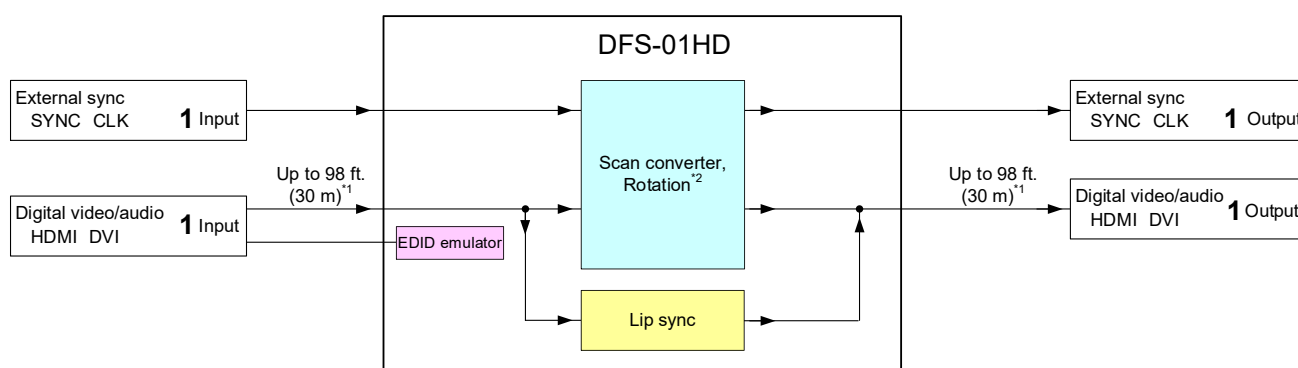 DFS-01HD
External sync
SYNC CLK 1 Input
External sync
SYNC CLK 1 Output
Scan converter,
Rotation*2
Up to 98 ft.
(30 m)*1
Up to 98 ft.
(30 m)*1
Digital video/audio
HDMI DVI 1 Input
Digital video/audio
HDMI DVI 1 Output
EDID emulator
Lip sync